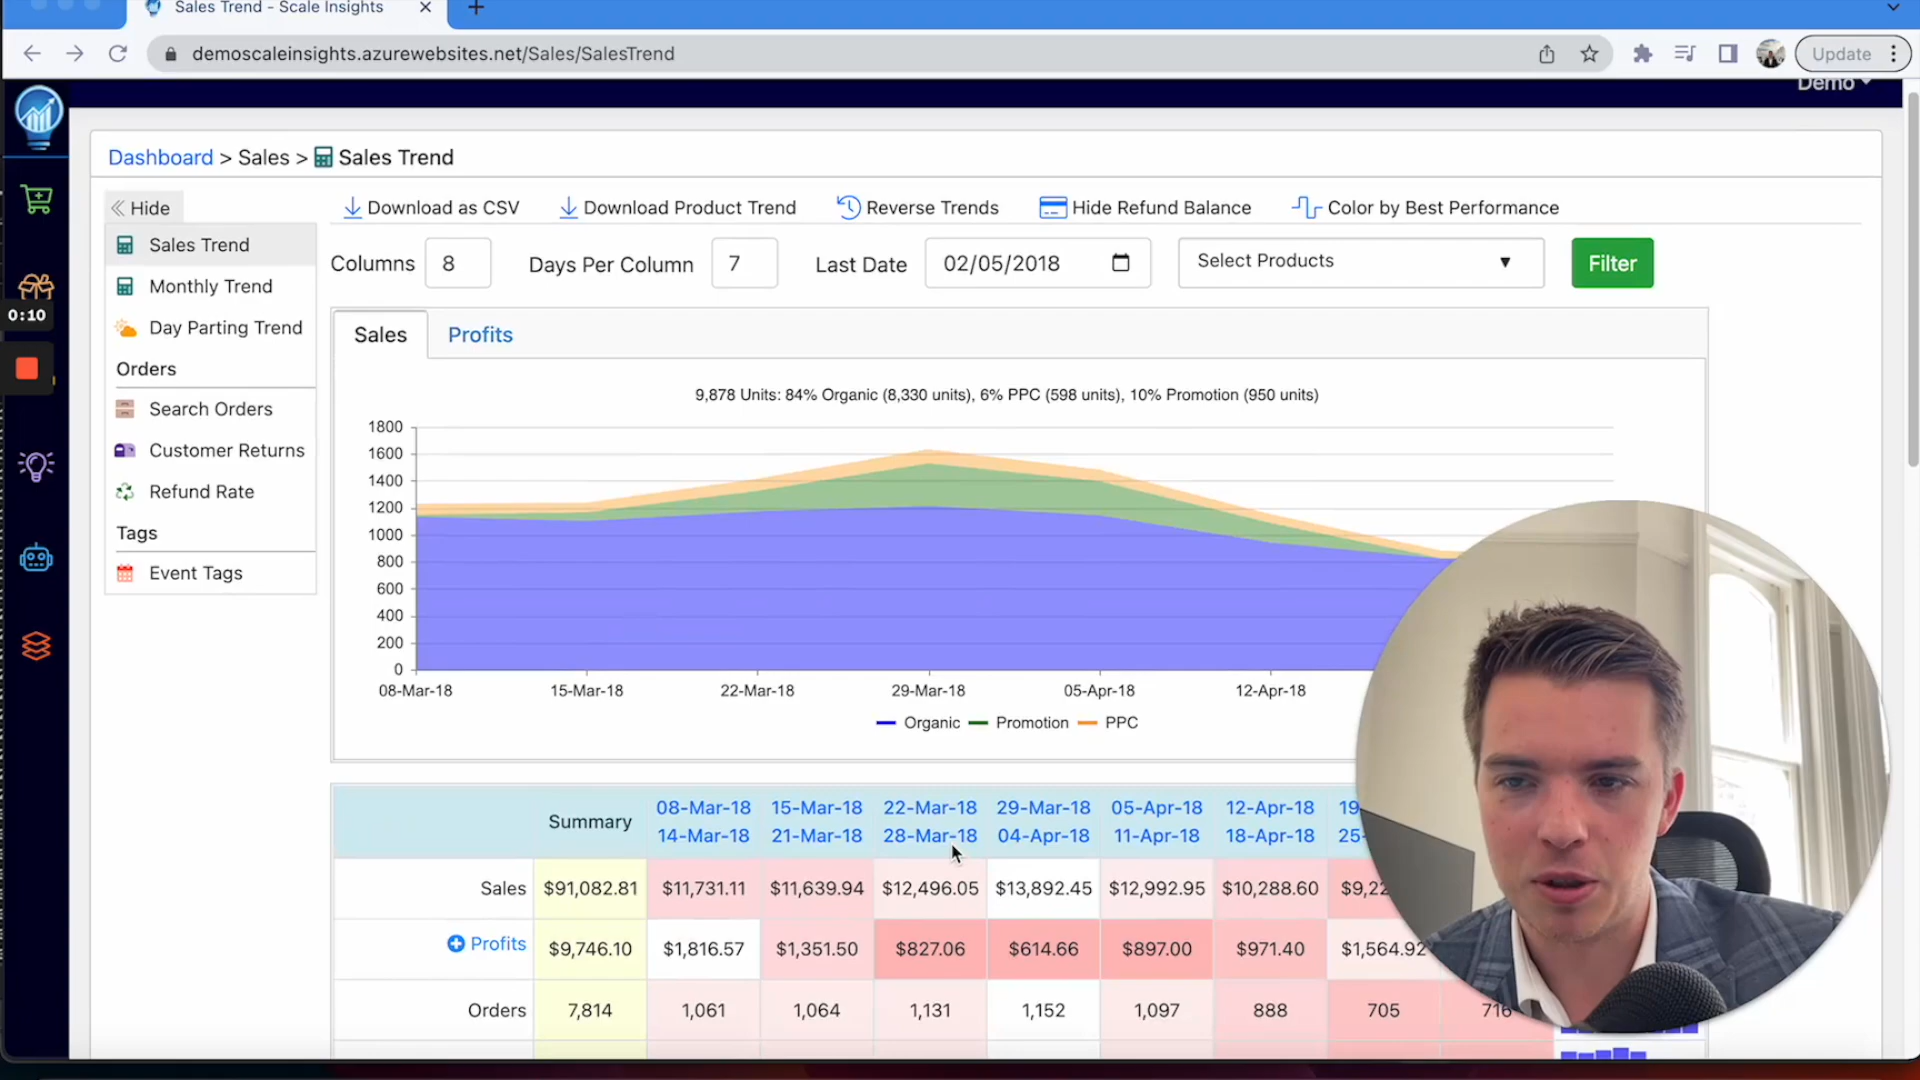 Sales Trend - Scale Insights
demoscaleinsights.azurewebsites.net/Sales/SalesTrend
Update
Demo
Dashboard > Sales > Sales Trend
Hide
Download as CSV
Download Product Trend
Reverse Trends
Hide Refund Balance
Color by Best Performance
Sales Trend
Monthly Trend
Day Parting Trend
Orders
Search Orders
Customer Returns
Refund Rate
Tags
Event Tags
0:10
Columns 8 Days Per Column 7 Last Date 02/05/2018 Select Products Filter
Sales Profits
9,878 Units: 84% Organic (8,330 units), 6% PPC (598 units), 10% Promotion (950 units)
1800
1600
1400
1200
1000
800
600
400
200
0
08-Mar-18 15-Mar-18 22-Mar-18 29-Mar-18 05-Apr-18 12-Apr-18
Organic Promotion PPC
Summary
08-Mar-18 15-Mar-18 22-Mar-18 29-Mar-18 05-Apr-18 12-Apr-18 19
14-Mar-18 21-Mar-18 28-Mar-18 04-Apr-18 11-Apr-18 18-Apr-18 25-
Sales $91,082.81 $11,731.11 $11,639.94 $12,496.05 $13,892.45 $12,992.95 $10,288.60 $9,22
Profits $9,746.10 $1,816.57 $1,351.50 $827.06 $614.66 $897.00 $971.40 $1,564.92
Orders 7,814 1,061 1,064 1,131 1,152 1,097 888 705 716